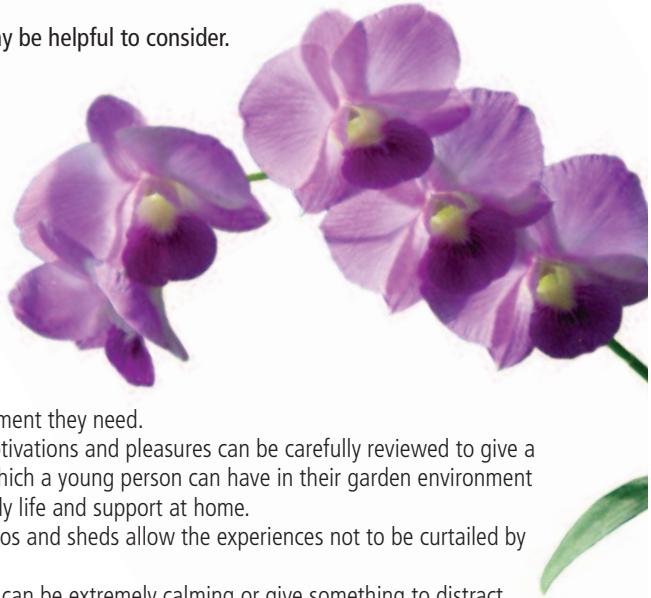 y be helpful to consider.
ment they need.
tivations and pleasures can be carefully reviewed to give a
hich a young person can have in their garden environment
ly life and support at home.
os and sheds allow the experiences not to be curtailed by
can be extremely calming or give something to distract